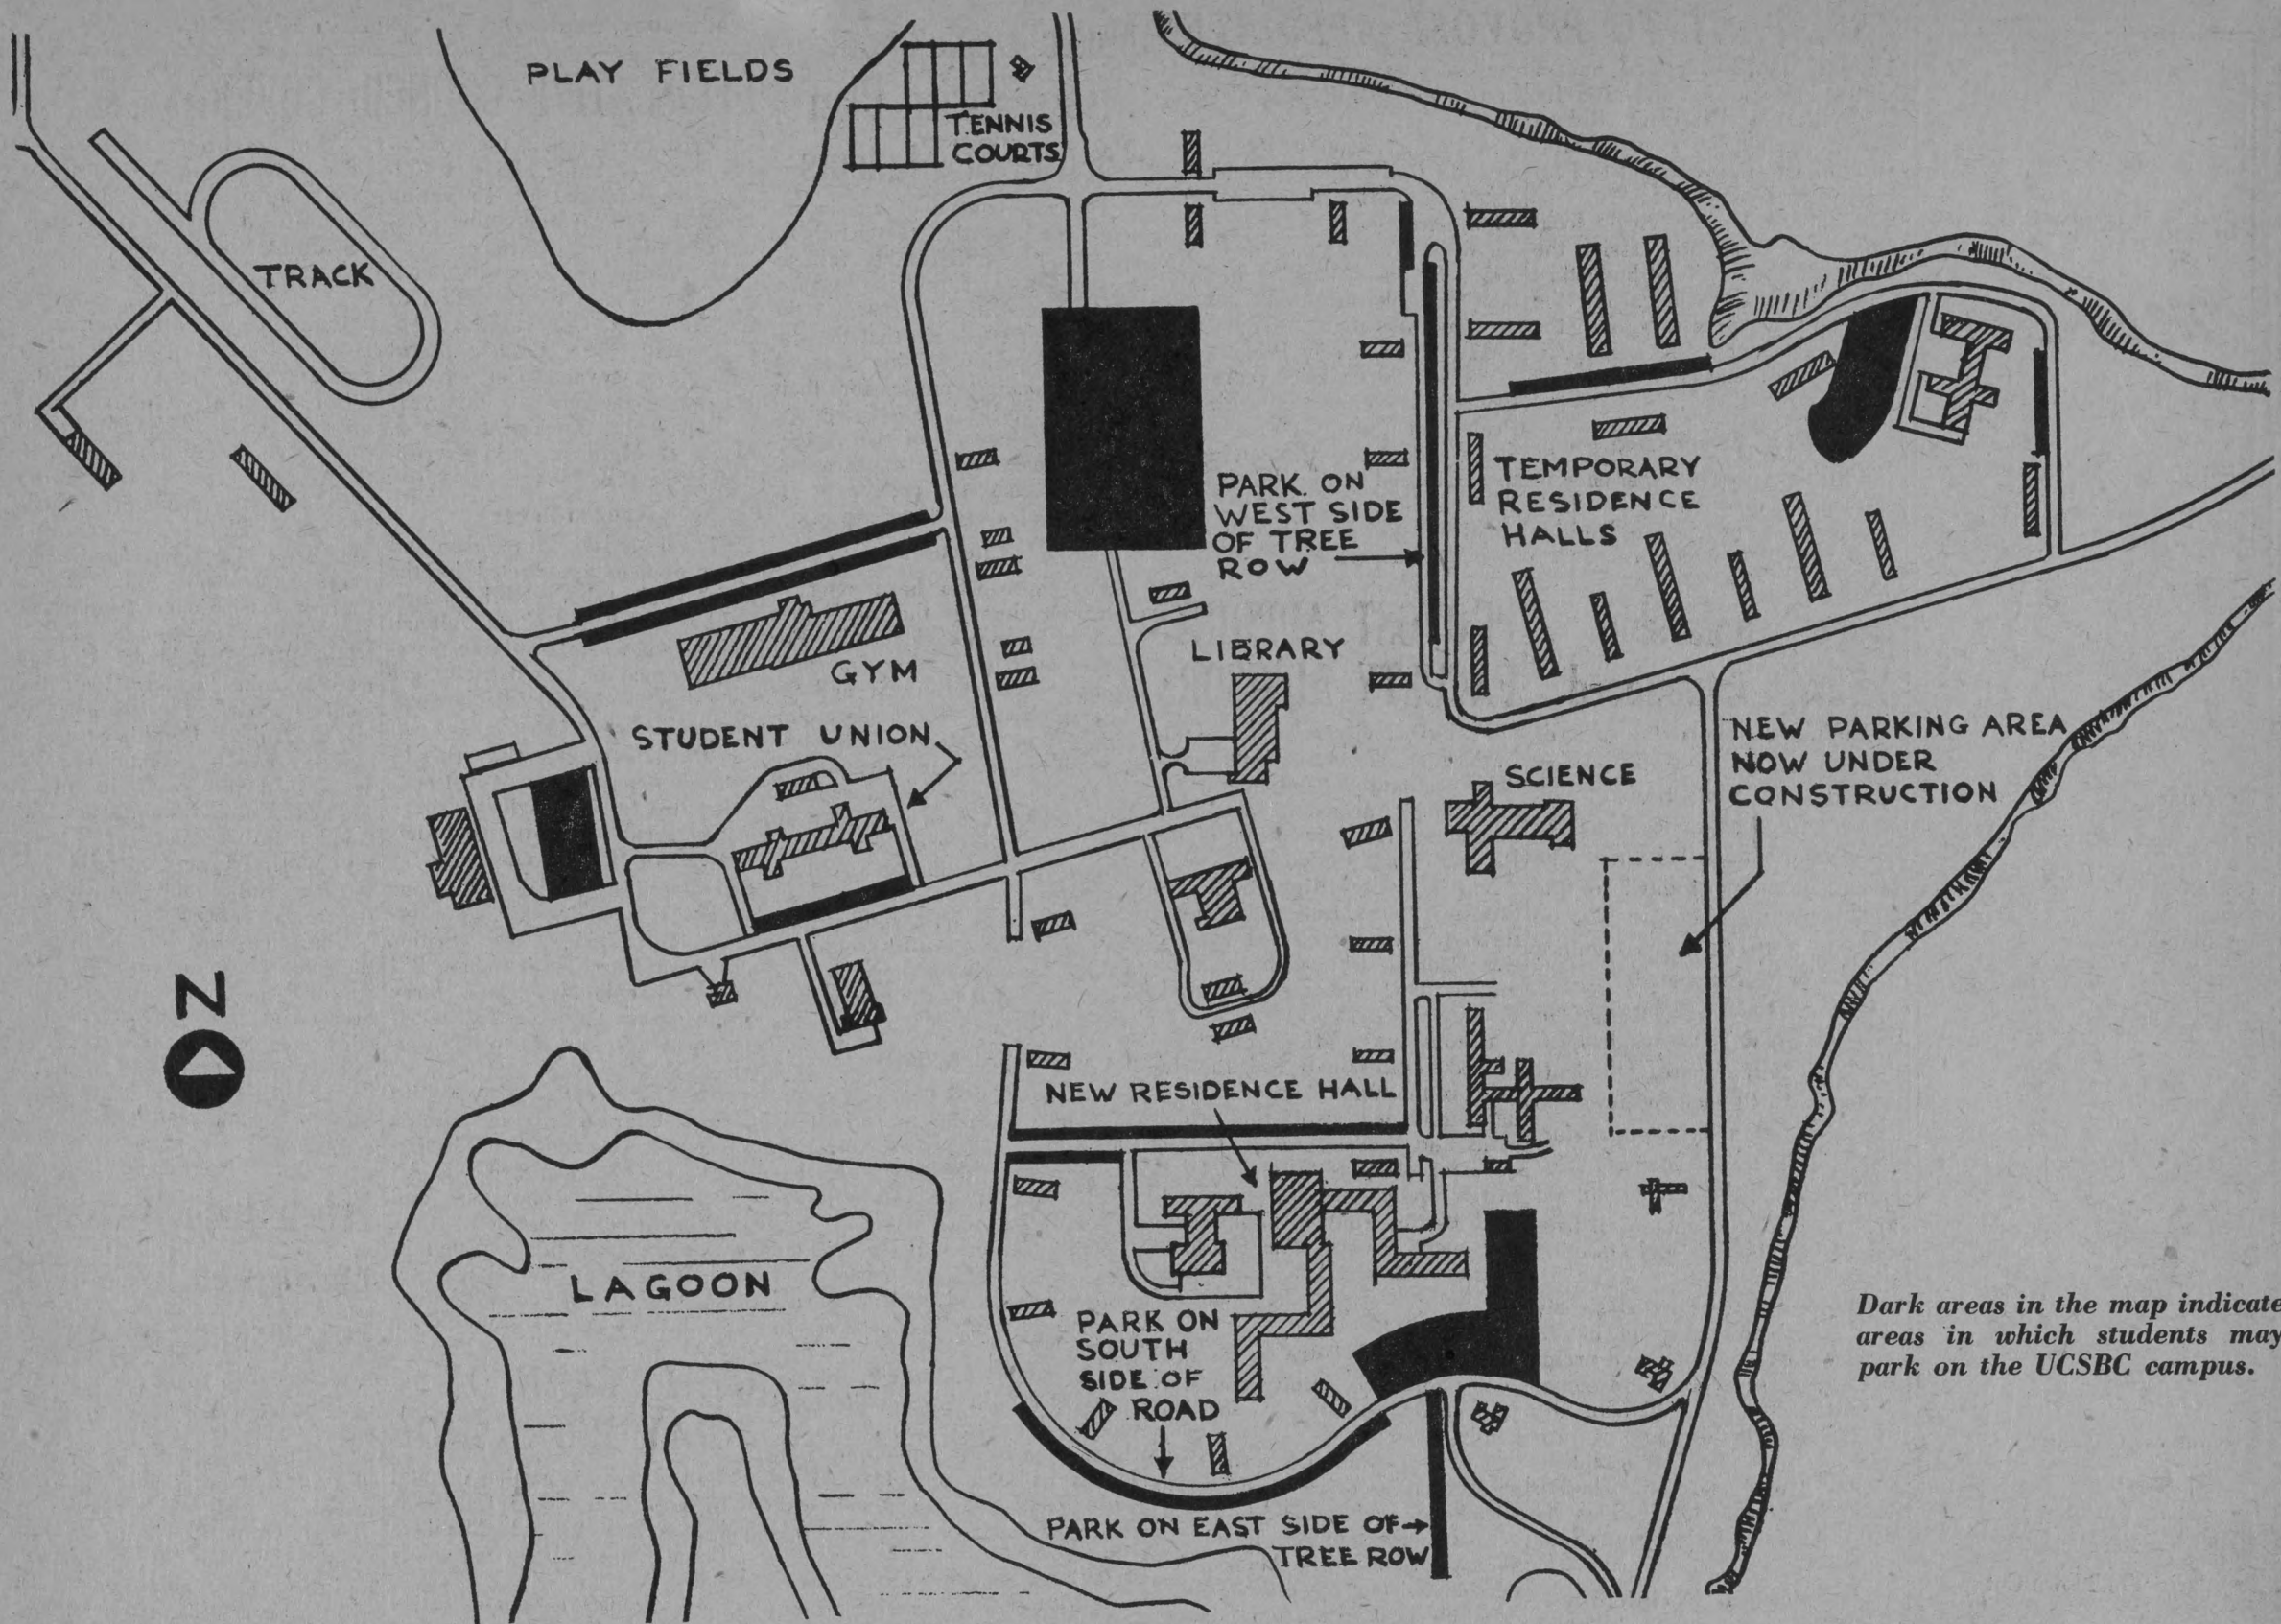 PLAY FIELDS
TENNIS
COURTS
TRACK
PARK ON
WEST SIDE
OF TREE
ROW
TEMPORARY
RESIDENCE
HALLS
LIBRARY
GYM
STUDENT UNION
NEW PARKING AREA
NOW UNDER
CONSTRUCTION
SCIENCE
N
NEW RESIDENCE HALL
LAGOON
PARK ON
SOUTH
SIDE OF
ROAD
Dark areas in the map indicate
areas in which students may
park on the UCSBC campus.
PARK ON EAST SIDE OF
TREE ROW